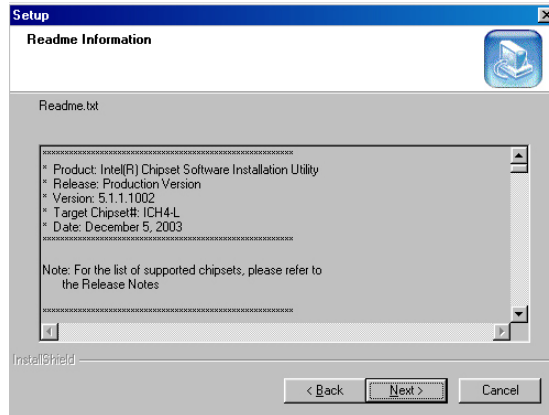 Setup
Readme Information
Readme.txt
************************************************************
* Product: Intel(R) Chipset Software Installation Utility
* Release: Production Version
* Version: 5.1.1.1002
* Target Chipset#: ICH4-L
* Date: December 5, 2003
************************************************************
Note: For the list of supported chipsets, please refer to
the Release Notes
************************************************************
InstallShield
< Back
Next >
Cancel